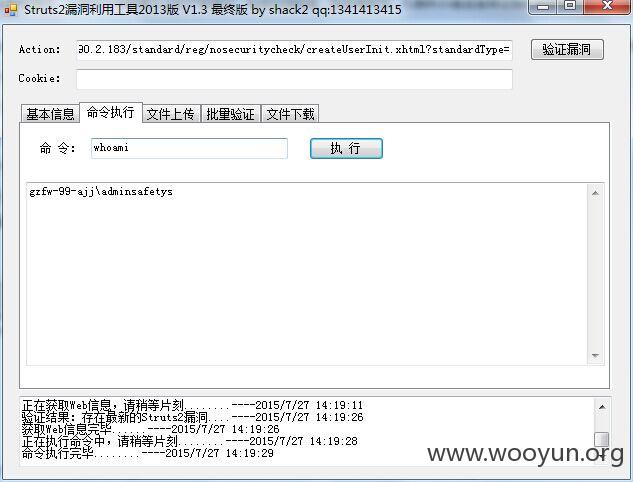 Struts2漏洞利用工具2013版 V1.3 最终版 by shack2 qq:1341413415
Action: 30.2.183/standard/reg/nosecuritycheck/createUserInit.xhtml?standardType= 验证漏洞
Cookie:
基本信息 命令执行 文件上传 批量验证 文件下载
命 令: whoami 执 行
gzfw-99-ajj\adminsafetys
正在获取Web信息,请稍等片刻........----2015/7/27 14:19:11
验证结果:存在最新的Struts2漏洞....----2015/7/27 14:19:26
获取Web信息完毕......----2015/7/27 14:19:26
正在执行命令中,请稍等片刻........----2015/7/27 14:19:28
命令执行完毕........----2015/7/27 14:19:29
www.wooyun.org